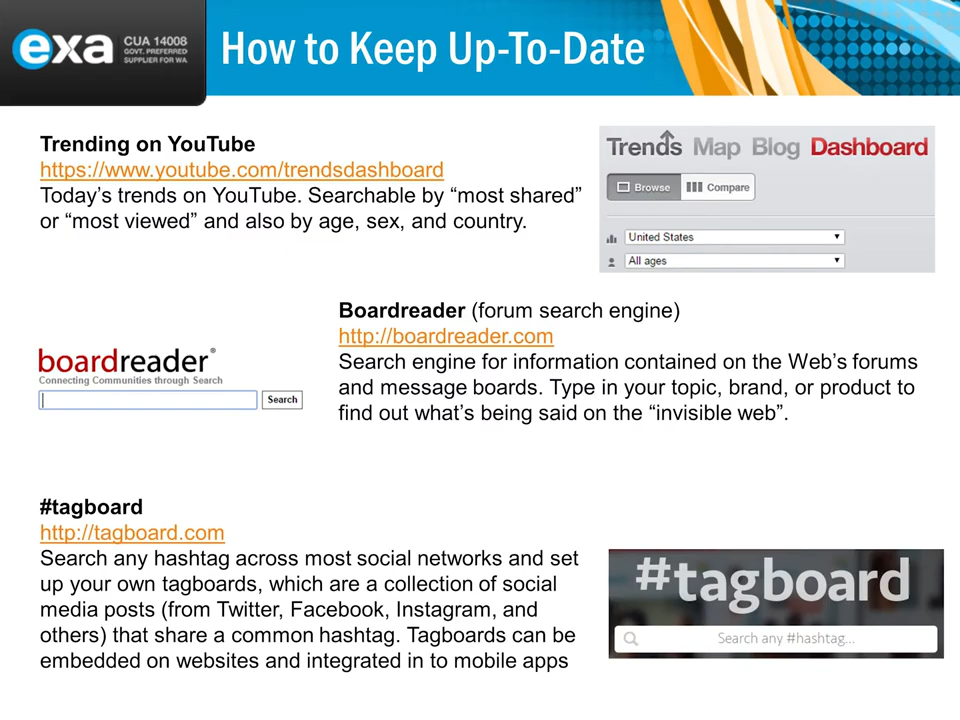 exa
CUA 14008
GOVT. PREFERRED
SUPPLIER FOR WA
How to Keep Up-To-Date
Trending on YouTube
https://www.youtube.com/trendsdashboard
Today’s trends on YouTube. Searchable by “most shared”
or “most viewed” and also by age, sex, and country.
Trends Map Blog Dashboard
Browse Compare
United States
All ages
Boardreader (forum search engine)
http://boardreader.com
Search engine for information contained on the Web’s forums
and message boards. Type in your topic, brand, or product to
find out what’s being said on the “invisible web”.
boardreader®
Connecting Communities through Search
Search
#tagboard
http://tagboard.com
Search any hashtag across most social networks and set
up your own tagboards, which are a collection of social
media posts (from Twitter, Facebook, Instagram, and
others) that share a common hashtag. Tagboards can be
embedded on websites and integrated in to mobile apps
#tagboard
Search any #hashtag...